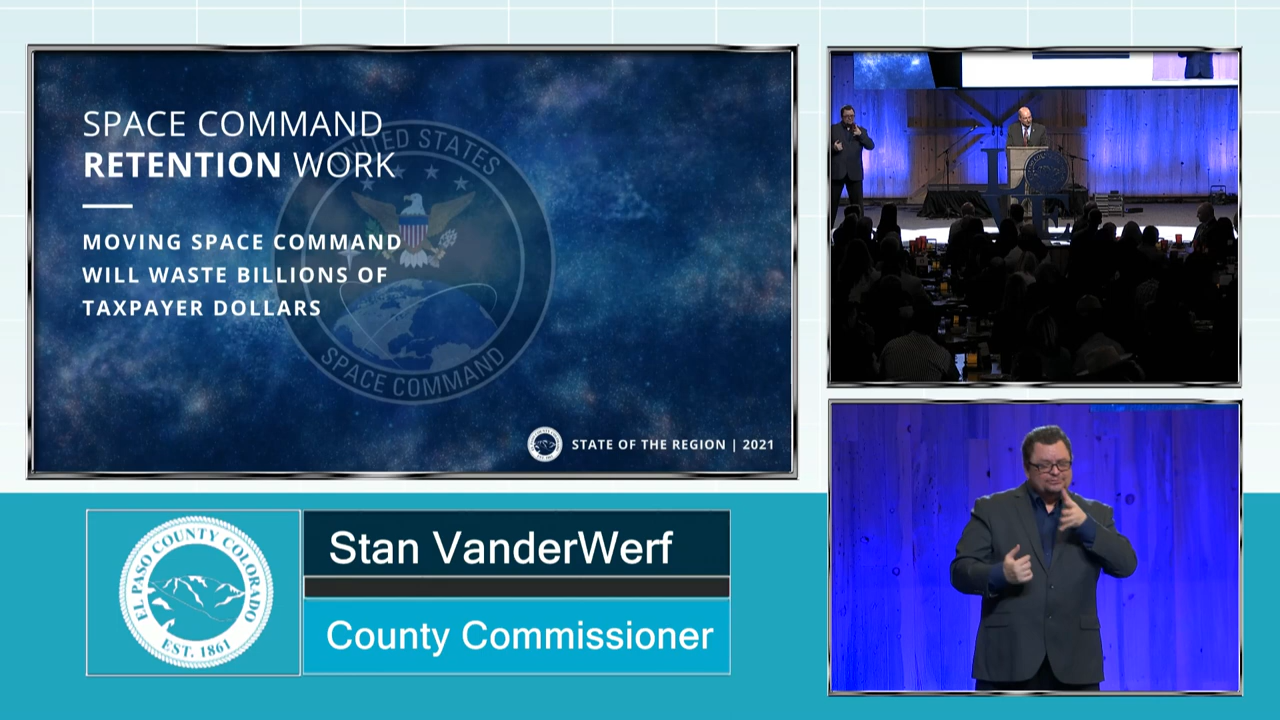 SPACE COMMAND
RETENTION WORK
MOVING SPACE COMMAND
WILL WASTE BILLIONS OF
TAXPAYER DOLLARS
UNITED STATES
SPACE COMMAND
STATE OF THE REGION | 2021
Stan VanderWerf
County Commissioner
EL PASO COUNTY COLORADO
EST. 1861